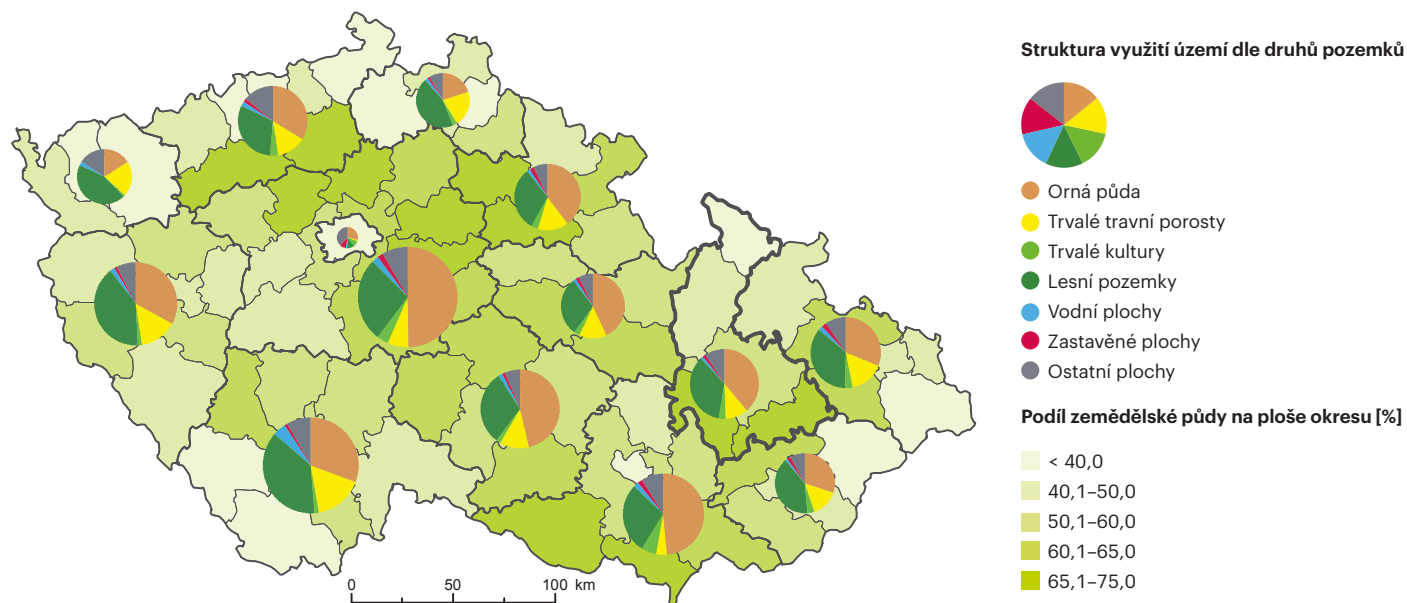 Struktura využití území dle druhů pozemků
Orná půda
Trvalé travní porosty
Trvalé kultury
Lesní pozemky
Vodní plochy
Zastavěné plochy
Ostatní plochy
Podíl zemědělské půdy na ploše okresu [%]
< 40,0
40,1–50,0
50,1–60,0
60,1–65,0
65,1–75,0
0 50 100 km